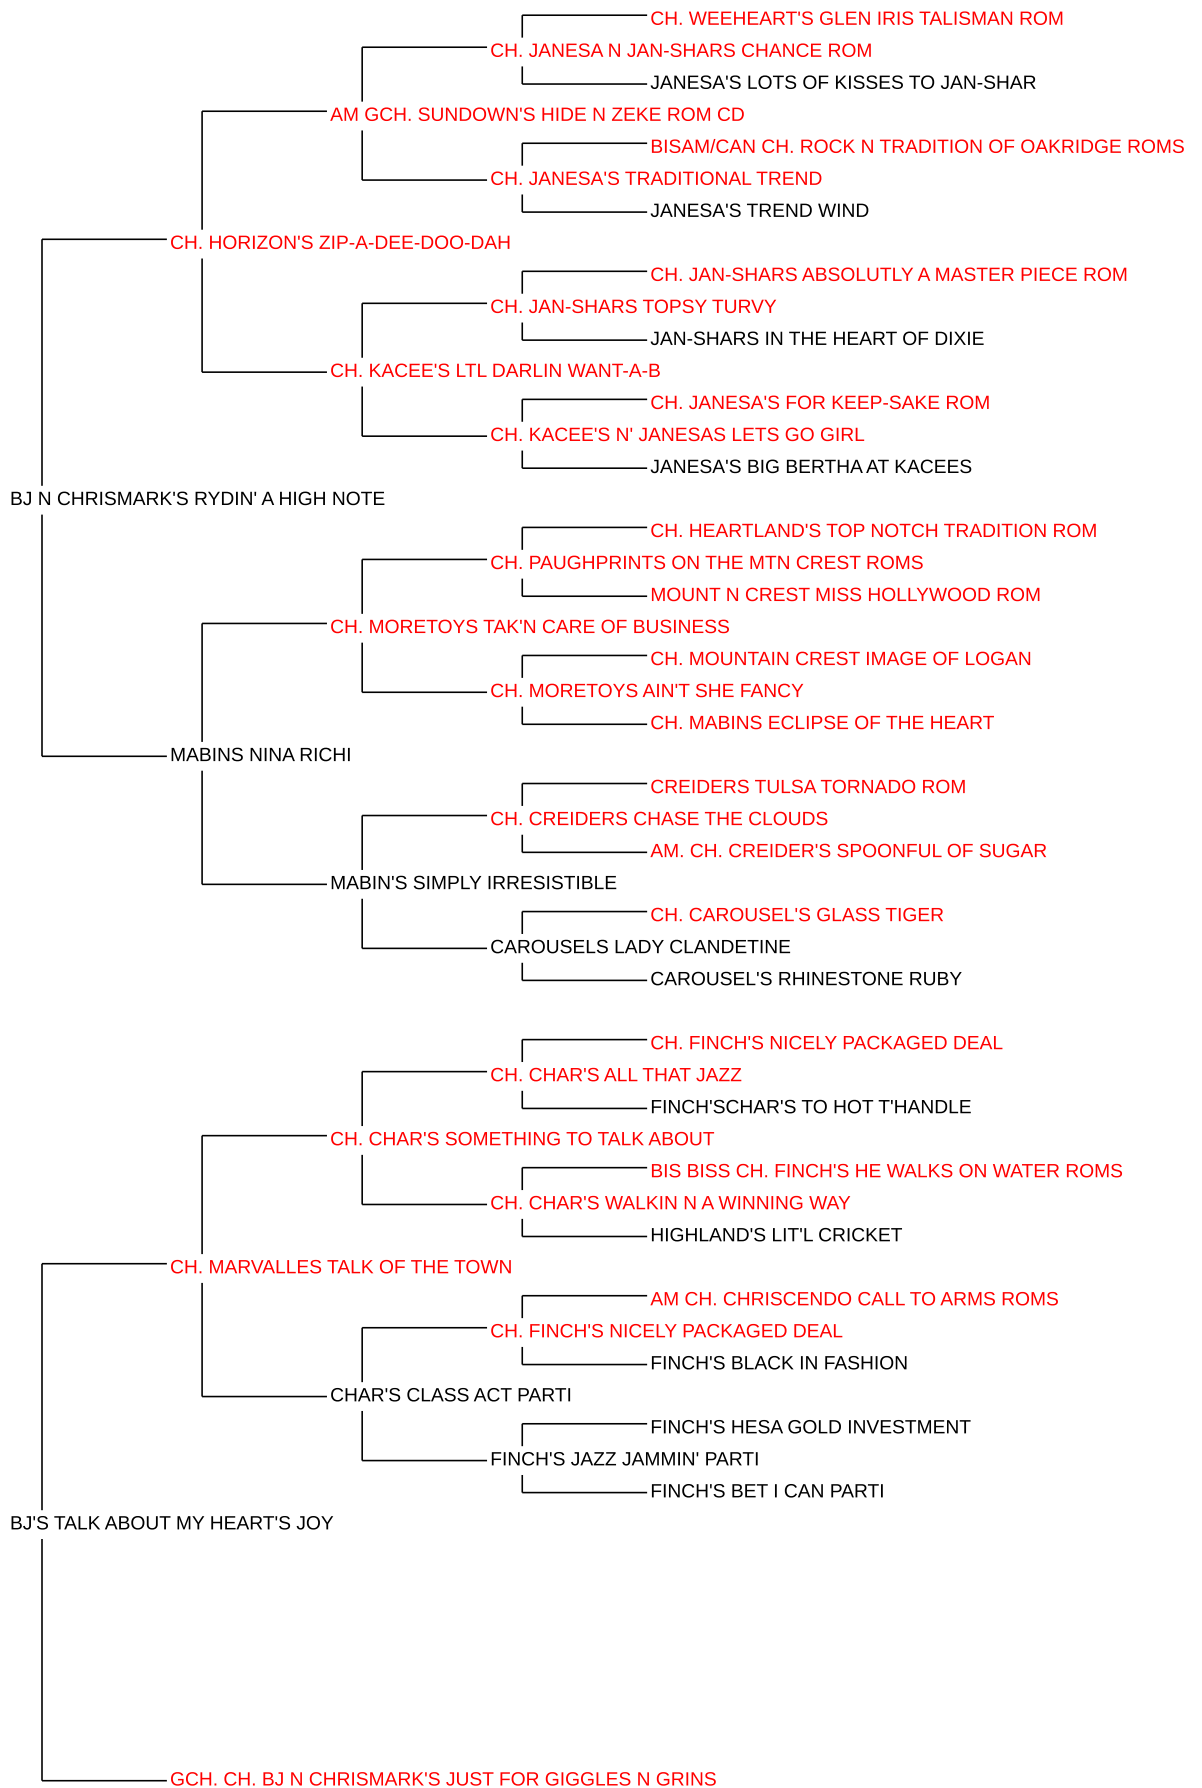 CH. WEEHEART'S GLEN IRIS TALISMAN ROM
CH. JANESA N JAN-SHARS CHANCE ROM
JANESA'S LOTS OF KISSES TO JAN-SHAR
AM GCH. SUNDOWN'S HIDE N ZEKE ROM CD
BISAM/CAN CH. ROCK N TRADITION OF OAKRIDGE ROMS
CH. JANESA'S TRADITIONAL TREND
JANESA'S TREND WIND
CH. HORIZON'S ZIP-A-DEE-DOO-DAH
CH. JAN-SHARS ABSOLUTLY A MASTER PIECE ROM
CH. JAN-SHARS TOPSY TURVY
JAN-SHARS IN THE HEART OF DIXIE
CH. KACEE'S LTL DARLIN WANT-A-B
CH. JANESA'S FOR KEEP-SAKE ROM
CH. KACEE'S N' JANESAS LETS GO GIRL
JANESA'S BIG BERTHA AT KACEES
BJ N CHRISMARK'S RYDIN' A HIGH NOTE
CH. HEARTLAND'S TOP NOTCH TRADITION ROM
CH. PAUGHPRINTS ON THE MTN CREST ROMS
MOUNT N CREST MISS HOLLYWOOD ROM
CH. MORETOYS TAK'N CARE OF BUSINESS
CH. MOUNTAIN CREST IMAGE OF LOGAN
CH. MORETOYS AIN'T SHE FANCY
CH. MABINS ECLIPSE OF THE HEART
MABINS NINA RICHI
CREIDERS TULSA TORNADO ROM
CH. CREIDERS CHASE THE CLOUDS
AM. CH. CREIDER'S SPOONFUL OF SUGAR
MABIN'S SIMPLY IRRESISTIBLE
CH. CAROUSEL'S GLASS TIGER
CAROUSELS LADY CLANDETINE
CAROUSEL'S RHINESTONE RUBY
CH. FINCH'S NICELY PACKAGED DEAL
CH. CHAR'S ALL THAT JAZZ
FINCH'SCHAR'S TO HOT T'HANDLE
CH. CHAR'S SOMETHING TO TALK ABOUT
BIS BISS CH. FINCH'S HE WALKS ON WATER ROMS
CH. CHAR'S WALKIN N A WINNING WAY
HIGHLAND'S LIT'L CRICKET
CH. MARVALLES TALK OF THE TOWN
AM CH. CHRISCENDO CALL TO ARMS ROMS
CH. FINCH'S NICELY PACKAGED DEAL
FINCH'S BLACK IN FASHION
CHAR'S CLASS ACT PARTI
FINCH'S HESA GOLD INVESTMENT
FINCH'S JAZZ JAMMIN' PARTI
FINCH'S BET I CAN PARTI
BJ'S TALK ABOUT MY HEART'S JOY
GCH. CH. BJ N CHRISMARK'S JUST FOR GIGGLES N GRINS